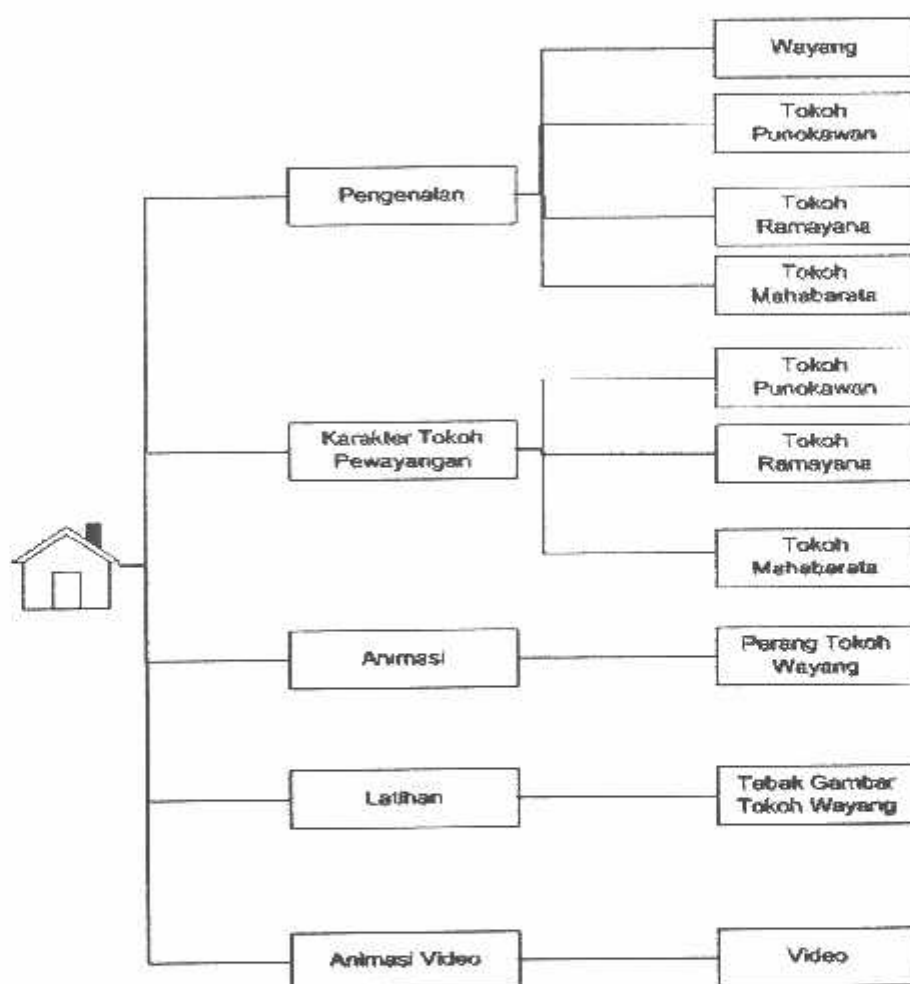 Pengenalan
Wayang
Tokoh
Punokawan
Tokoh
Ramayana
Tokoh
Mahabarata
Karakter Tokoh
Pewayangan
Tokoh
Punokawan
Tokoh
Ramayana
Tokoh
Mahabarata
Animasi
Perang Tokoh
Wayang
Latihan
Tebak Gambar
Tokoh Wayang
Animasi Video
Video